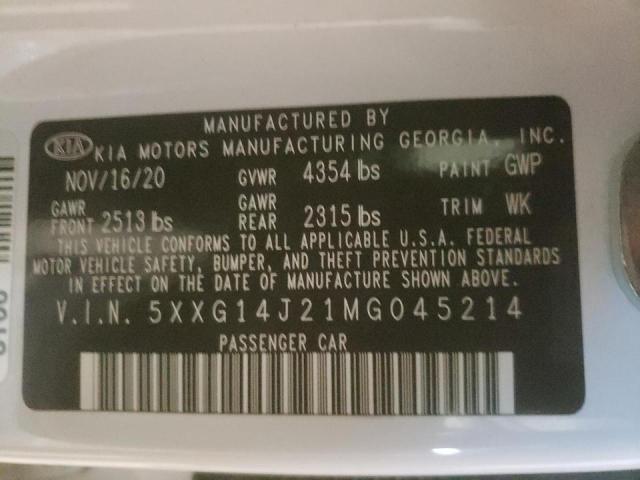 MANUFACTURED BY
KIA KIA MOTORS MANUFACTURING GEORGIA, INC.
NOV/16/20 GVWR 4354 lbs PAINT GWP
GAWR FRONT 2513 lbs GAWR REAR 2315 lbs TRIM WK
THIS VEHICLE CONFORMS TO ALL APPLICABLE U.S.A. FEDERAL
MOTOR VEHICLE SAFETY, BUMPER, AND THEFT PREVENTION STANDARDS
IN EFFECT ON THE DATE OF MANUFACTURE SHOWN ABOVE.
V.I.N. 5XXG14J21MG045214
PASSENGER CAR